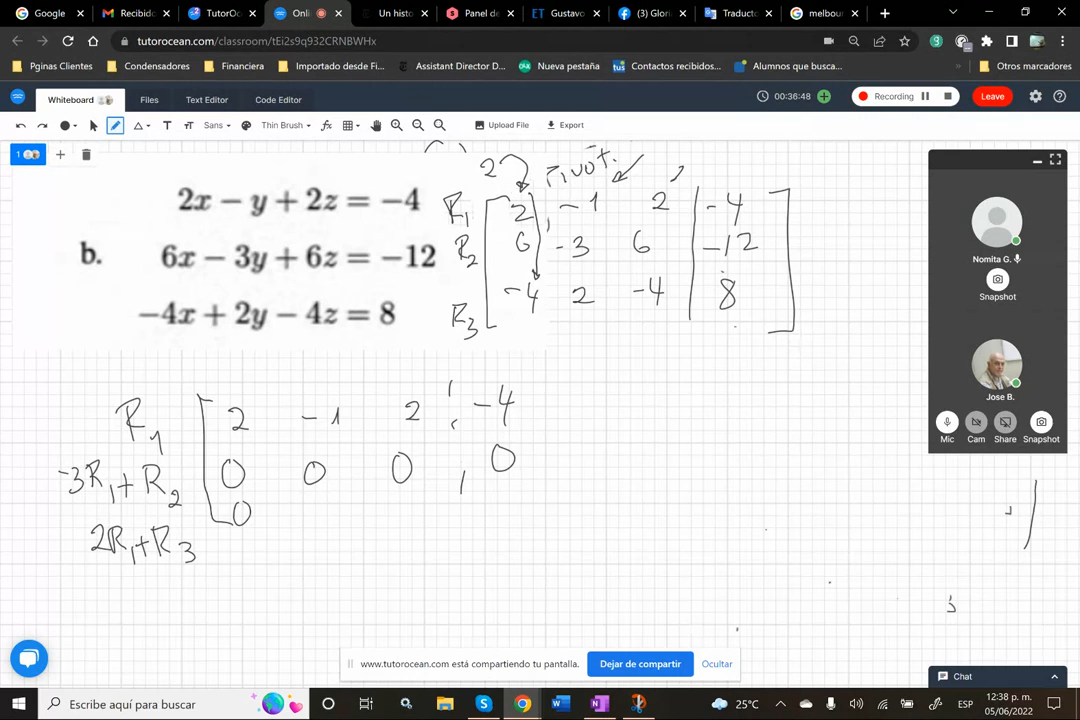 Google
Recibido
TutorOce
Onli
Un histo
Panel de
Gustavo
(3) Glori
Traducto
melbour
tutorocean.com/classroom/tEi2s9q932CRNBWHx
Pginas Clientes
Condensadores
Financiera
Importado desde Fi...
Assistant Director D...
Nueva pestaña
Contactos recibidos...
Alumnos que busca...
»
Otros marcadores
Whiteboard
Files
Text Editor
Code Editor
00:36:48
Recording
Leave
Sans
Thin Brush
Upload File
Export
1
2 Pivot.
2x − y + 2z = −4
b. 6x − 3y + 6z = −12
−4x + 2y − 4z = 8
R1 2 -1 2 -4
R2 6 -3 6 -12
R3 -4 2 -4 8
R1 2 -1 2 -4
-3R1+R2 0 0 0 0
2R1+R3 0
Nomita G.
Snapshot
Jose B.
Mic Cam Share Snapshot
www.tutorocean.com está compartiendo tu pantalla.
Dejar de compartir
Ocultar
Chat
Escribe aquí para buscar
25°C
ESP
12:38 p. m.
05/06/2022